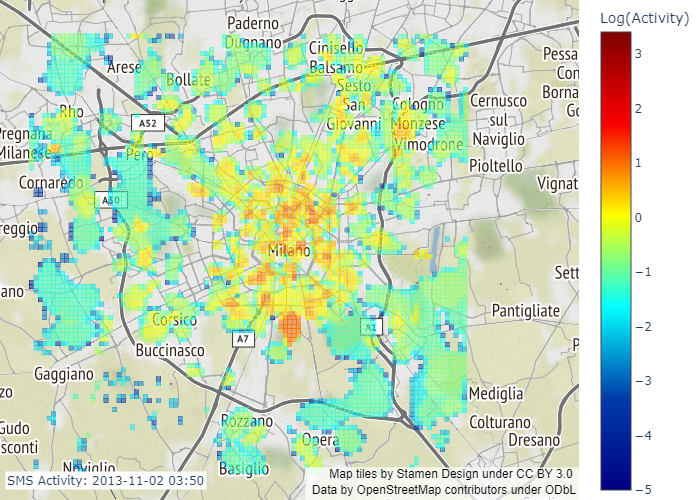 Paderno
Dugnano
Cinisello
Balsamo
Arese
Bollate
Sesto
San
Giovanni
Cologno
Monzese
Vimodrone
Cernusco
sul
Naviglio
Pioltello
Pessa
Con
Borna
Go
Rho
A52
Pregnana
Milanese
Pero
Cornaredo
A50
Vignat
reggio
Milano
Sett
ano
Pantigliate
Corsico
A7
A1
Buccinasco
P
Gaggiano
zo
Mediglia
Rozzano
Colturano
Gudo
sconti
Opera
Dresano
Basiglio
Noviglio
SMS Activity: 2013-11-02 03:50
Map tiles by Stamen Design under CC BY 3.0
Data by OpenStreetMap contributors under ODbL
Log(Activity)
3
2
1
0
−1
−2
−3
−4
−5